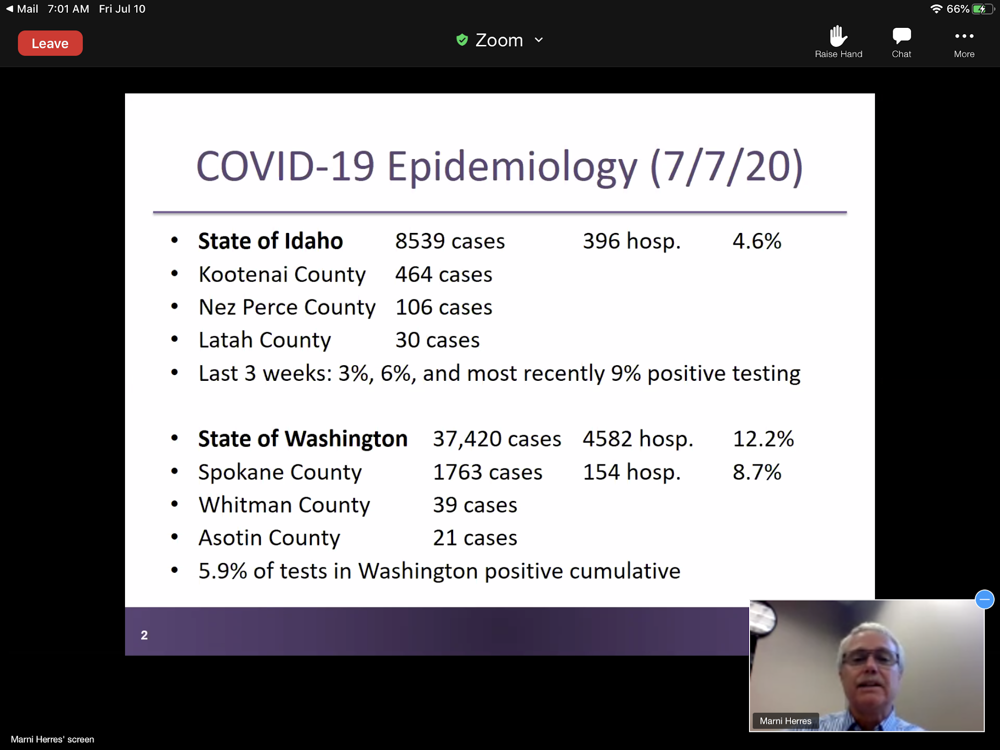 Mail 7:01 AM Fri Jul 10 66%
Leave
Zoom
Raise Hand
Chat
More
COVID-19 Epidemiology (7/7/20)
• State of Idaho 8539 cases 396 hosp. 4.6%
• Kootenai County 464 cases
• Nez Perce County 106 cases
• Latah County 30 cases
• Last 3 weeks: 3%, 6%, and most recently 9% positive testing
• State of Washington 37,420 cases 4582 hosp. 12.2%
• Spokane County 1763 cases 154 hosp. 8.7%
• Whitman County 39 cases
• Asotin County 21 cases
• 5.9% of tests in Washington positive cumulative
2
Marni Herres
Marni Herres' screen